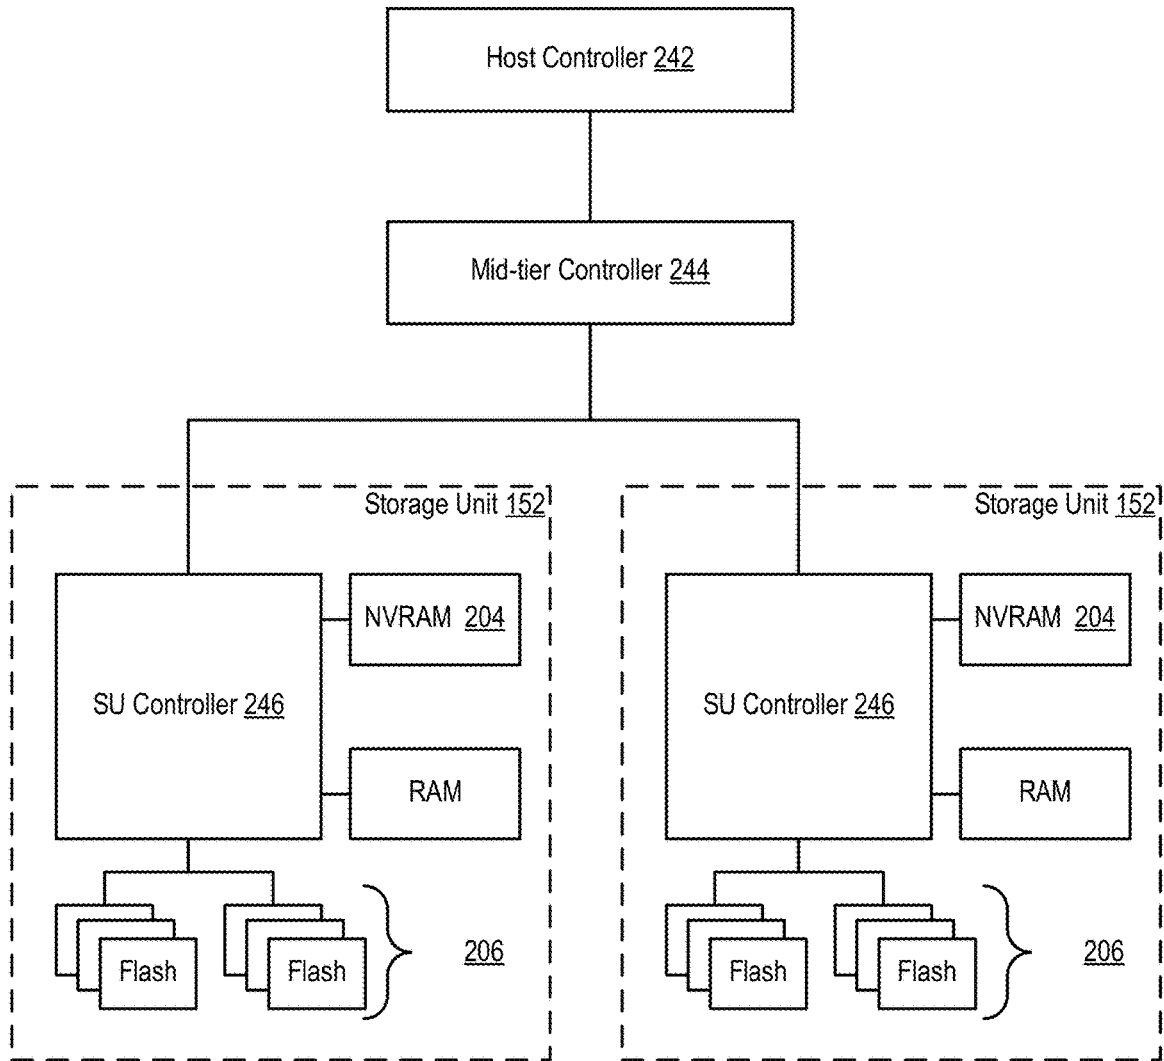 Host Controller 242
Mid-tier Controller 244
Storage Unit 152
Storage Unit 152
NVRAM 204
NVRAM 204
SU Controller 246
SU Controller 246
RAM
RAM
Flash
Flash
206
Flash
Flash
206